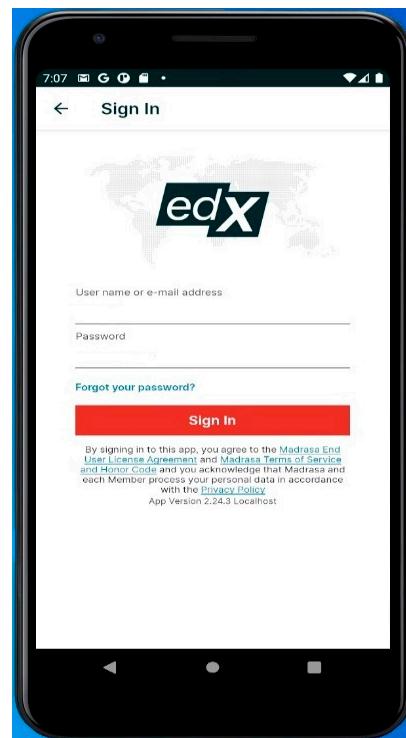 7:07
Sign In
edX
User name or e-mail address
Password
Forgot your password?
Sign In
By signing in to this app, you agree to the Madrasa End
User License Agreement and Madrasa Terms of Service
and Honor Code and you acknowledge that Madrasa and
each Member process your personal data in accordance
with the Privacy Policy
App Version 2.24.3 Localhost